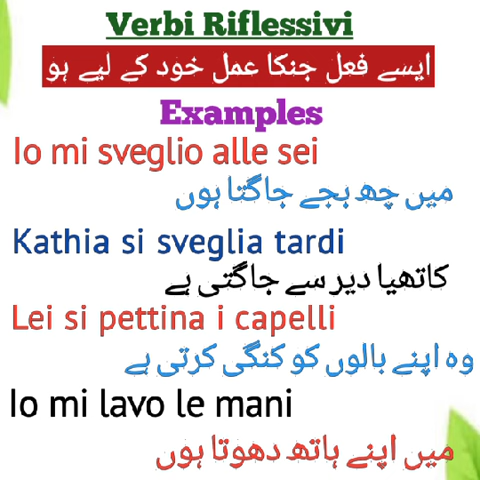 Verbi Riflessivi
ایسے فعل جنکا عمل خود کے لیے ہو
Examples
Io mi sveglio alle sei
میں چھ بجے جاگتا ہوں
Kathia si sveglia tardi
کاتھیا دیر سے جاگتی ہے
Lei si pettina i capelli
وہ اپنے بالوں کو کنگی کرتی ہے
Io mi lavo le mani
میں اپنے ہاتھ دھوتا ہوں